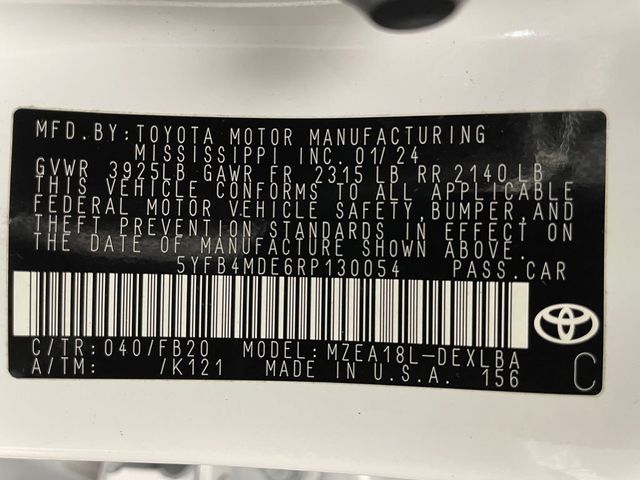 MFD.BY:TOYOTA MOTOR MANUFACTURING
MISSISSIPPI INC.01/24
GVWR 3925LB GAWR FR 2315 LB RR 2140 LB
THIS VEHICLE CONFORMS TO ALL APPLICABLE
FEDERAL MOTOR VEHICLE SAFETY,BUMPER,AND
THEFT PREVENTION STANDARDS IN EFFECT ON
THE DATE OF MANUFACTURE SHOWN ABOVE.
5YFB4MDE6RP130054 PASS.CAR
C/TR:040/FB20 MODEL:MZEA18L-DEXLBA
A/TM: /K121 MADE IN U.S.A. 156
C